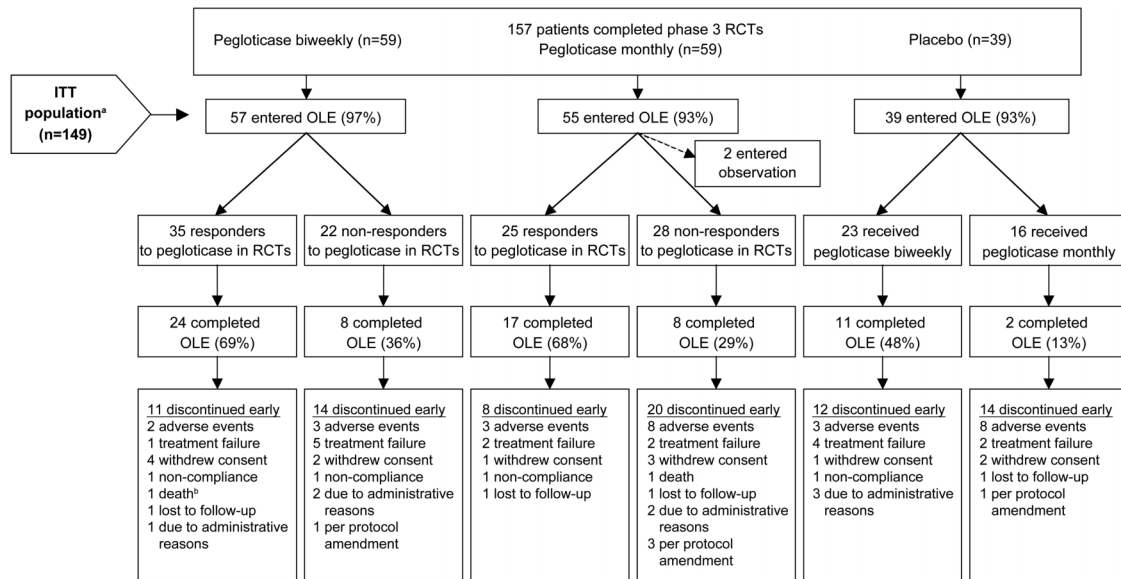 157 patients completed phase 3 RCTs
Pegloticase biweekly (n=59)
Pegloticase monthly (n=59)
Placebo (n=39)
ITT
populationᵃ
(n=149)
57 entered OLE (97%)
55 entered OLE (93%)
39 entered OLE (93%)
2 entered
observation
35 responders
to pegloticase in RCTs
22 non-responders
to pegloticase in RCTs
25 responders
to pegloticase in RCTs
28 non-responders
to pegloticase in RCTs
23 received
pegloticase biweekly
16 received
pegloticase monthly
24 completed
OLE (69%)
8 completed
OLE (36%)
17 completed
OLE (68%)
8 completed
OLE (29%)
11 completed
OLE (48%)
2 completed
OLE (13%)
11 discontinued early
2 adverse events
1 treatment failure
4 withdrew consent
1 non-compliance
1 deathᵇ
1 lost to follow-up
1 due to administrative
reasons
14 discontinued early
3 adverse events
5 treatment failure
2 withdrew consent
1 non-compliance
2 due to administrative
reasons
1 per protocol
amendment
8 discontinued early
3 adverse events
2 treatment failure
1 withdrew consent
1 non-compliance
1 lost to follow-up
20 discontinued early
8 adverse events
2 treatment failure
3 withdrew consent
1 death
1 lost to follow-up
2 due to administrative
reasons
3 per protocol
amendment
12 discontinued early
3 adverse events
4 treatment failure
1 withdrew consent
1 non-compliance
3 due to administrative
reasons
14 discontinued early
8 adverse events
2 treatment failure
2 withdrew consent
1 lost to follow-up
1 per protocol
amendment